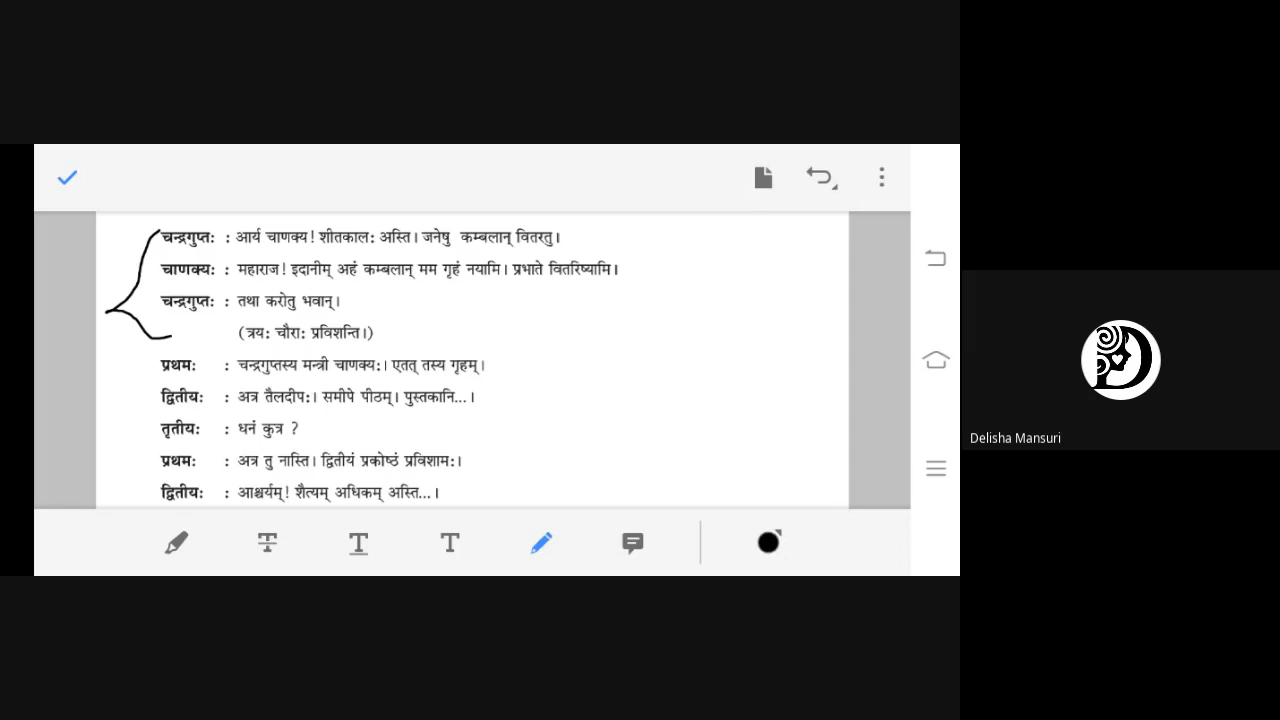 चन्द्रगुप्तः : आर्य चाणक्य! शीतकालः अस्ति। जनेषु कम्बलान् वितरतु।
चाणक्यः : महाराज! इदानीम् अहं कम्बलान् मम गृहं नयामि। प्रभाते वितरिष्यामि।
चन्द्रगुप्तः : तथा करोतु भवान्।
(त्रयः चौराः प्रविशन्ति।)
प्रथमः : चन्द्रगुप्तस्य मन्त्री चाणक्यः। एतत् तस्य गृहम्।
द्वितीयः : अत्र तैलदीपः। समीपे पीठम्। पुस्तकानि...।
तृतीयः : धनं कुत्र ?
प्रथमः : अत्र तु नास्ति। द्वितीयं प्रकोष्ठं प्रविशामः।
द्वितीयः : आश्चर्यम्! शैत्यम् अधिकम् अस्ति...।
Delisha Mansuri